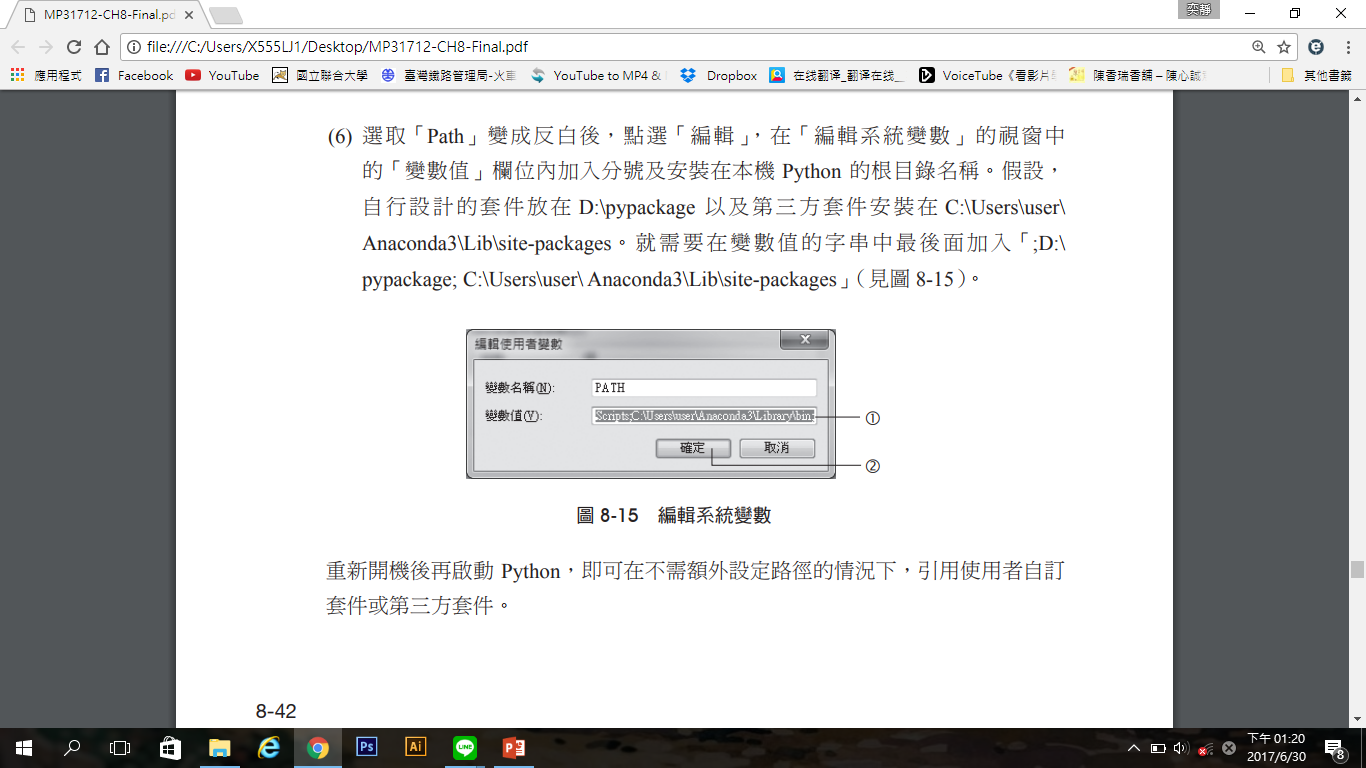 MP31712-CH8-Final.pd
奕靜
file:///C:/Users/X555LJ1/Desktop/MP31712-CH8-Final.pdf
應用程式 Facebook YouTube 國立聯合大學 臺灣鐵路管理局-火車 YouTube to MP4 & Dropbox 在线翻译_翻译在线_ VoiceTube《看影片 陳香瑞香舖 – 陳心誠 其他書籤
(6) 選取「Path」變成反白後，點選「編輯」，在「編輯系統變數」的視窗中
的「變數值」欄位內加入分號及安裝在本機 Python 的根目錄名稱。假設，
自行設計的套件放在 D:\pypackage 以及第三方套件安裝在 C:\Users\user\
Anaconda3\Lib\site-packages。就需要在變數值的字串中最後面加入「;D:\
pypackage; C:\Users\user\ Anaconda3\Lib\site-packages」（見圖 8-15）。
編輯使用者變數
變數名稱(N): PATH
變數值(V): Scripts;C:\Users\user\Anaconda3\Library\bin; ①
確定 取消
②
圖 8-15 編輯系統變數
重新開機後再啟動 Python，即可在不需額外設定路徑的情況下，引用使用者自訂
套件或第三方套件。
8-42
Ps Ai LINE
下午 01:20
2017/6/30
8